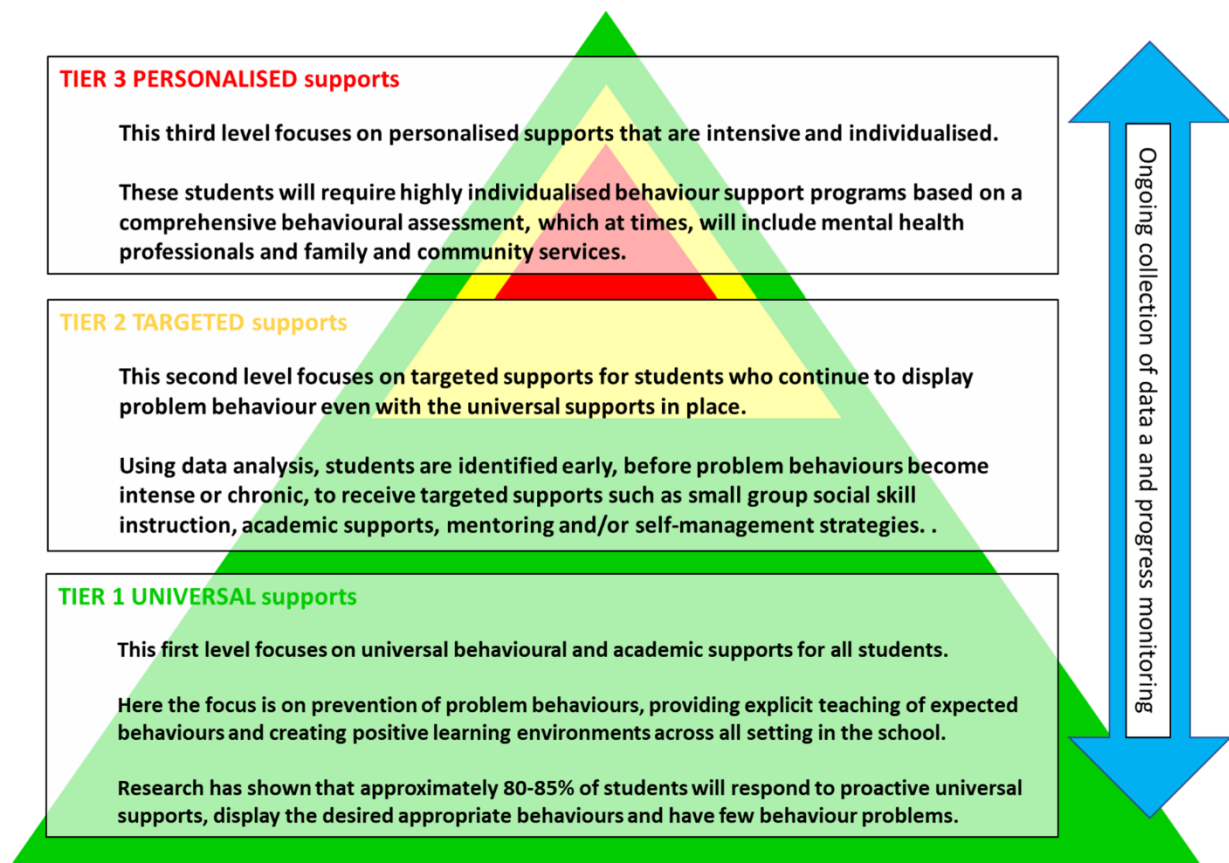 TIER 3 PERSONALISED supports
This third level focuses on personalised supports that are intensive and individualised.
These students will require highly individualised behaviour support programs based on a
comprehensive behavioural assessment, which at times, will include mental health
professionals and family and community services.
TIER 2 TARGETED supports
This second level focuses on targeted supports for students who continue to display
problem behaviour even with the universal supports in place.
Using data analysis, students are identified early, before problem behaviours become
intense or chronic, to receive targeted supports such as small group social skill
instruction, academic supports, mentoring and/or self-management strategies. .
TIER 1 UNIVERSAL supports
This first level focuses on universal behavioural and academic supports for all students.
Here the focus is on prevention of problem behaviours, providing explicit teaching of expected
behaviours and creating positive learning environments across all setting in the school.
Research has shown that approximately 80-85% of students will respond to proactive universal
supports, display the desired appropriate behaviours and have few behaviour problems.
Ongoing collection of data a and progress monitoring